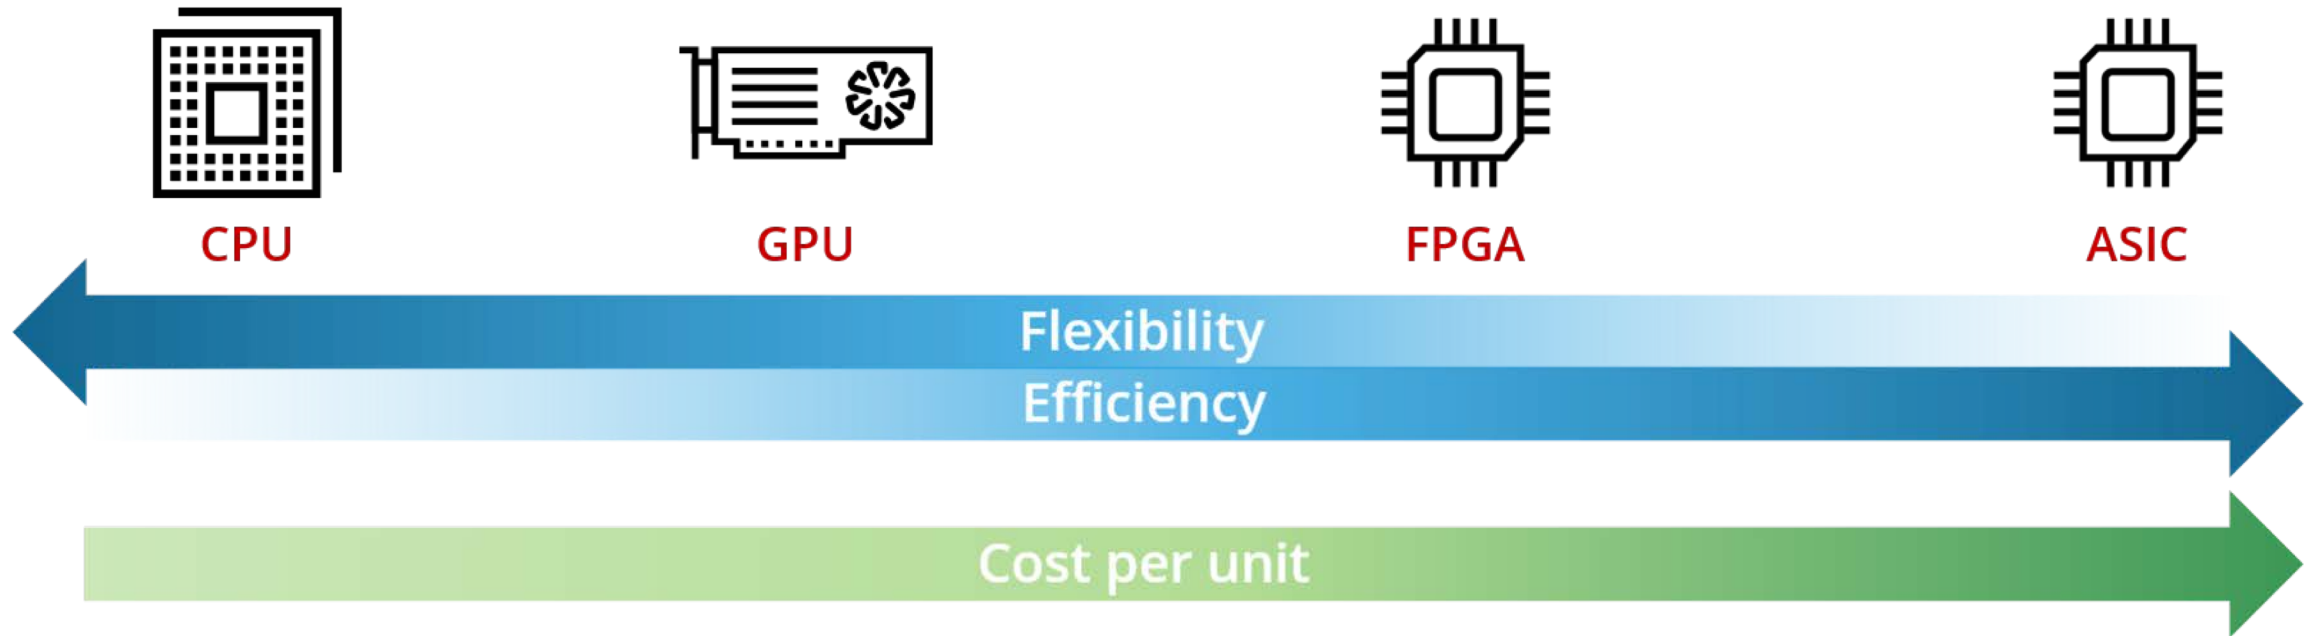 CPU
GPU
FPGA
ASIC
Flexibility
Efficiency
Cost per unit